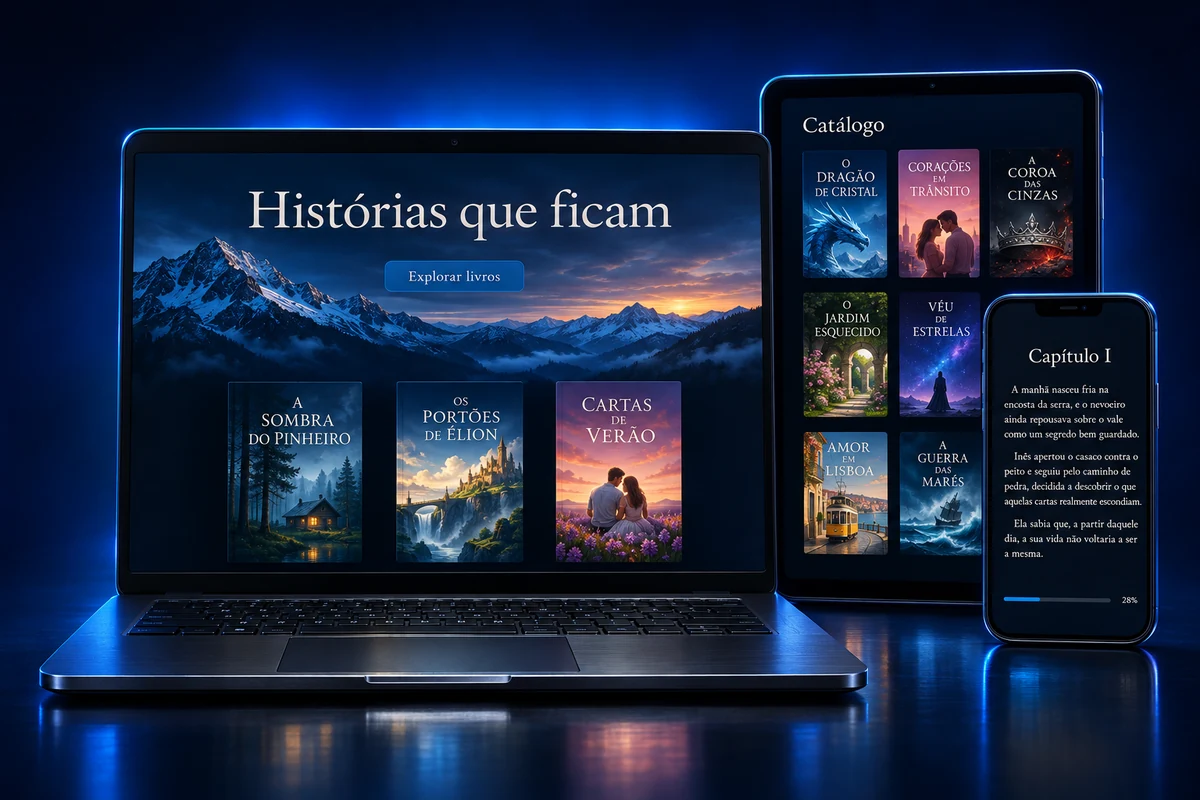 Histórias que ficam
Explorar livros
A
SOMBRA
DO PINHEIRO
OS
PORTÕES
DE ÉLION
CARTAS
DE
VERÃO
Catálogo
O
DRAGÃO
DE CRISTAL
CORAÇÕES
EM
TRÂNSITO
A
COROA
DAS
CINZAS
O
JARDIM
ESQUECIDO
VÉU
DE
ESTRELAS
AMOR
EM
LISBOA
A
GUERRA
DAS
MARÉS
Capítulo I
A manhã nasceu fria na
encosta da serra, e o nevoeiro
ainda repousava sobre o vale
como um segredo bem guardado.
Inês apertou o casaco contra o
peito e seguiu pelo caminho de
pedra, decidida a descobrir o que
aquelas cartas realmente escondiam.
Ela sabia que, a partir daquele
dia, a sua vida não voltaria a ser
a mesma.
28%